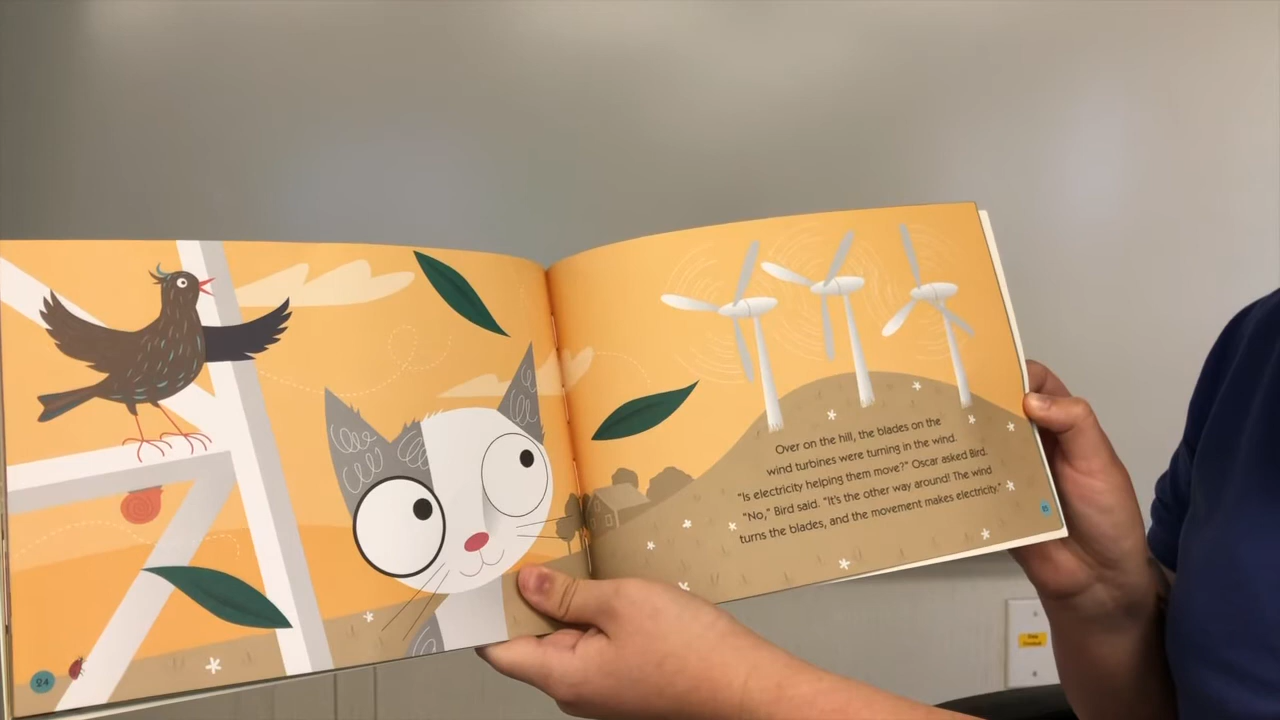 Over on the hill, the blades on the
wind turbines were turning in the wind.
"Is electricity helping them move?" Oscar asked Bird.
"No," Bird said. "It's the other way around! The wind
turns the blades, and the movement makes electricity."
24